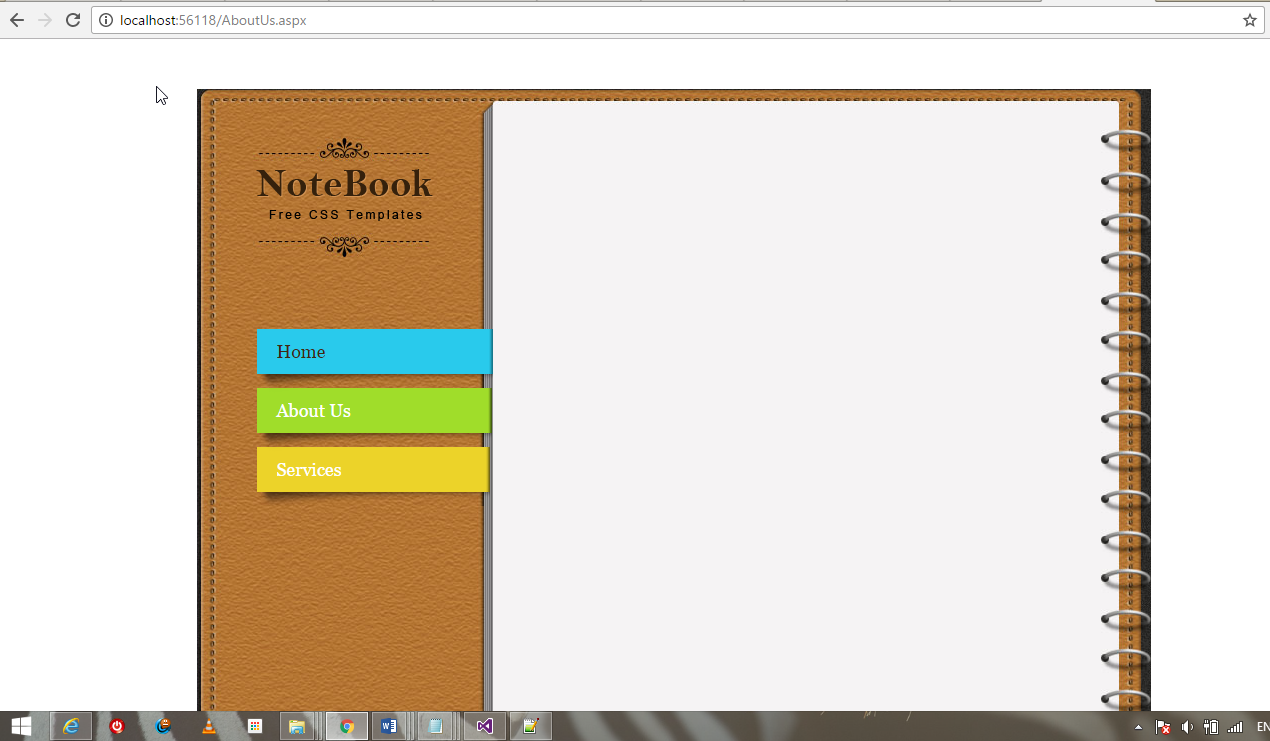 localhost:56118/AboutUs.aspx
NoteBook
Free CSS Templates
Home
About Us
Services
EN